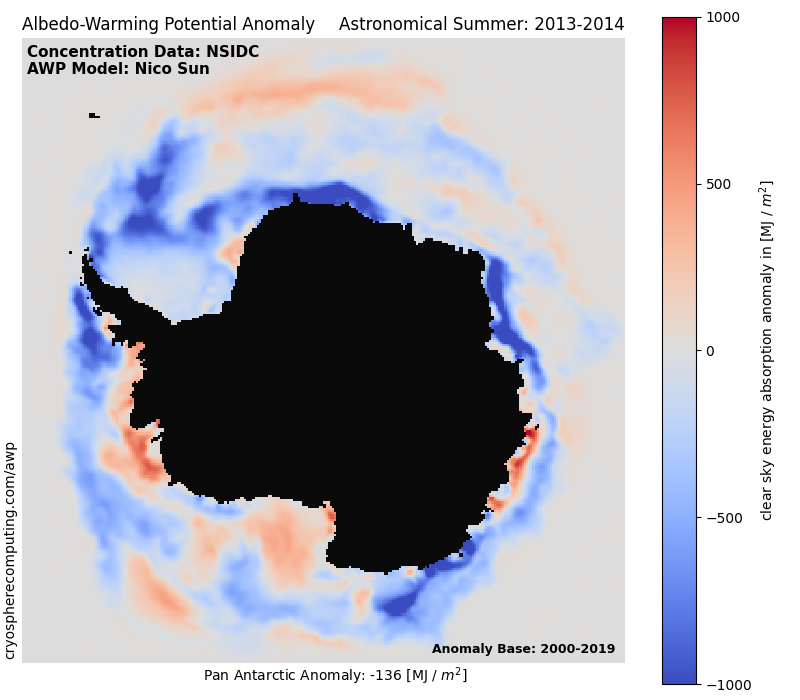 Albedo-Warming Potential Anomaly Astronomical Summer: 2013-2014
Concentration Data: NSIDC
AWP Model: Nico Sun
cryospherecomputing.com/awp
Anomaly Base: 2000-2019
Pan Antarctic Anomaly: -136 [MJ / m²]
1000
500
0
−500
−1000
clear sky energy absorption anomaly in [MJ / m²]